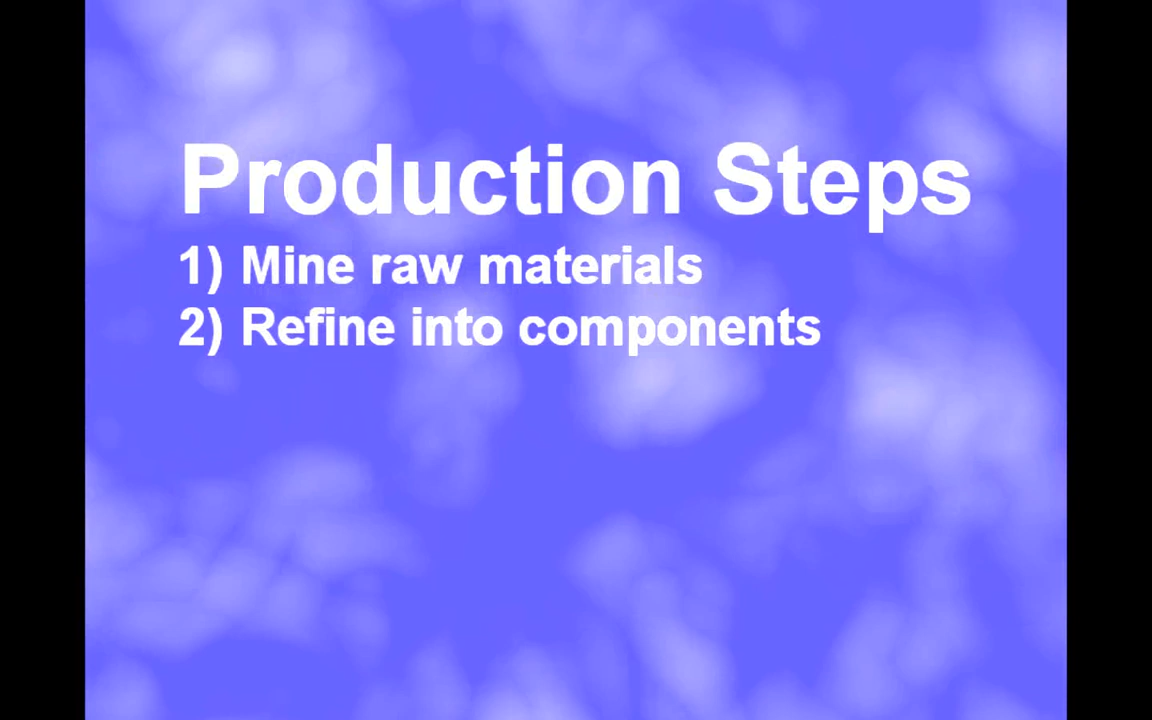 Production Steps
1) Mine raw materials
2) Refine into components